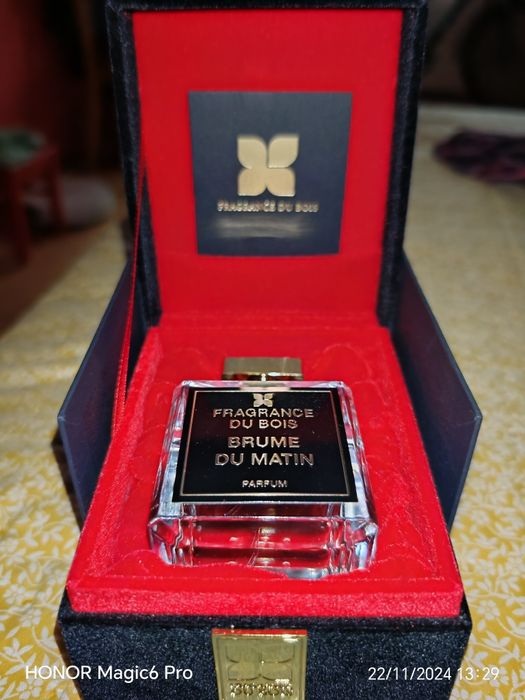 FRAGRANCE DU BOIS
FRAGRANCE
DU BOIS
BRUME
DU MATIN
PARFUM
HONOR Magic6 Pro
22/11/2024 13:29